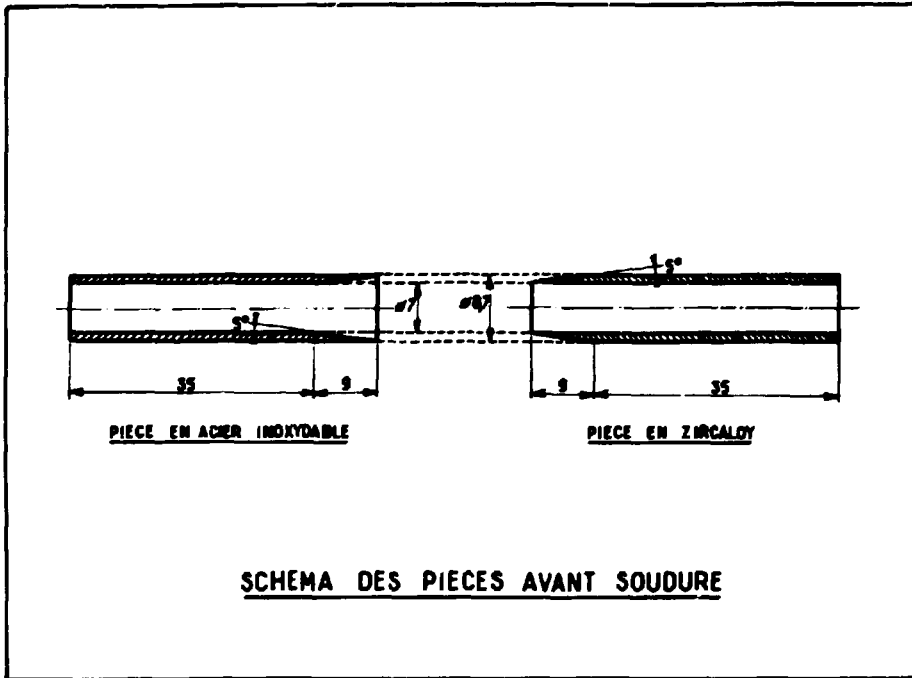 5°
ø7
ø8,7
5°
35
9
9
35
PIECE EN ACIER INOXYDABLE
PIECE EN ZIRCALOY
SCHEMA DES PIECES AVANT SOUDURE